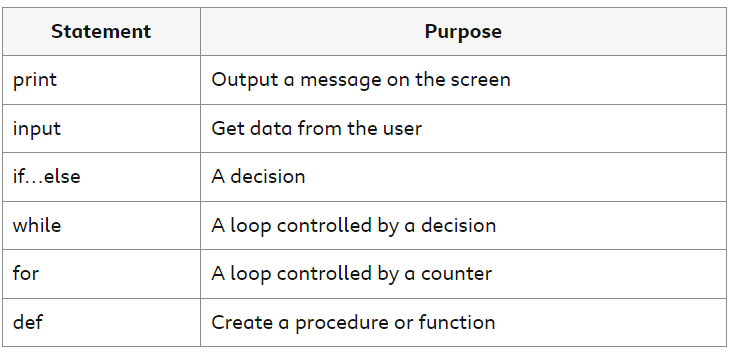 Statement Purpose
print Output a message on the screen
input Get data from the user
if...else A decision
while A loop controlled by a decision
for A loop controlled by a counter
def Create a procedure or function